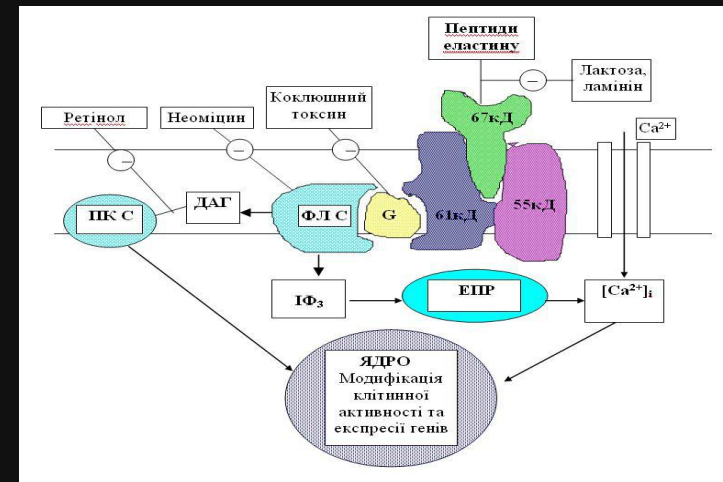 Пептиди
еластину
Лактоза,
ламінін
Коклюшний
токсин
Ретінол
Неоміцин
67кД
Ca²⁺
ПК С
ДАГ
ФЛ С
G
61кД
55кД
ІФ₃
ЕПР
[Ca²⁺]ᵢ
ЯДРО
Модифікація
клітинної
активності та
експресії генів